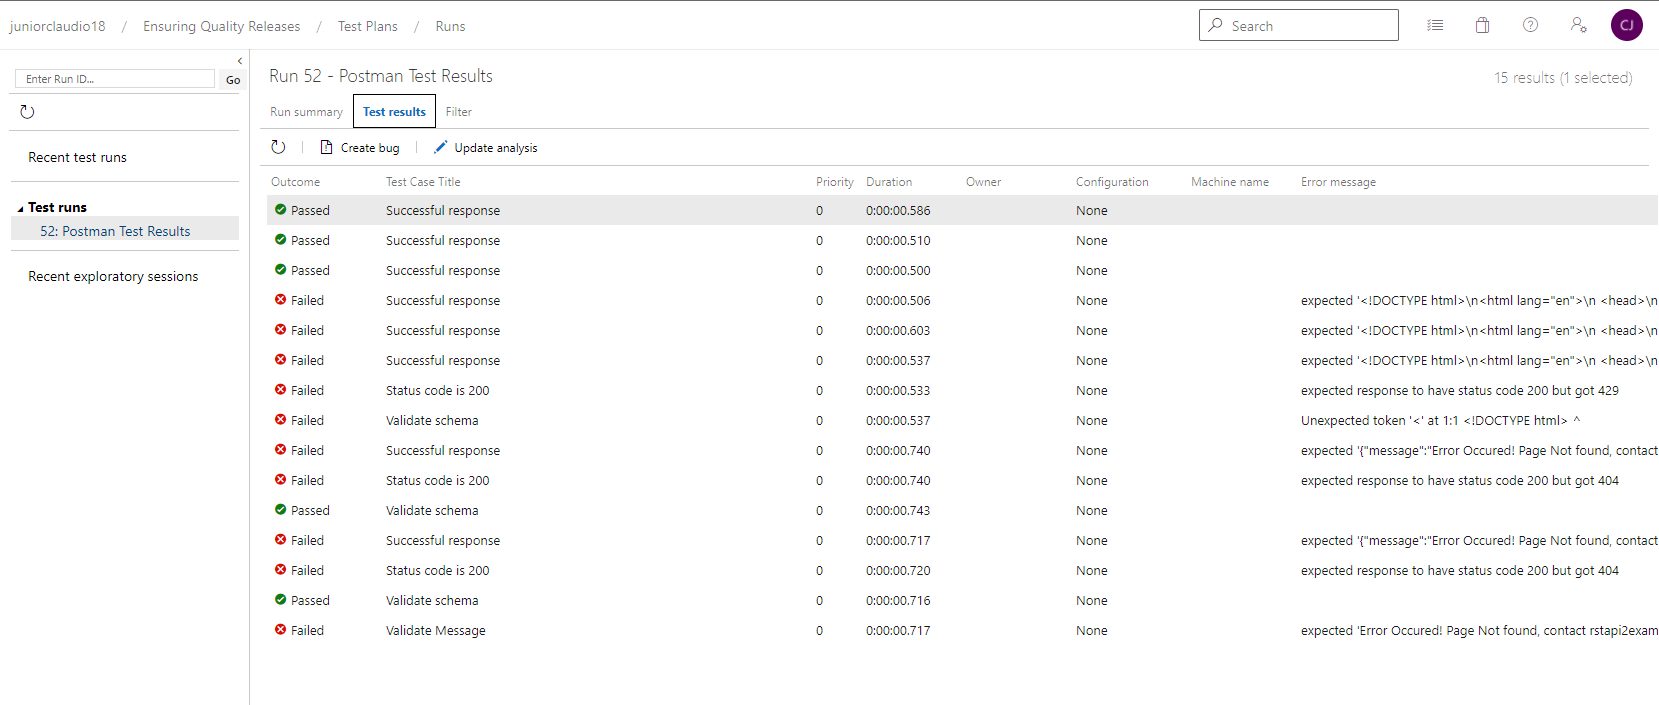 juniorclaudio18 / Ensuring Quality Releases / Test Plans / Runs
Search
CJ
Enter Run ID...
Go
Recent test runs
Test runs
52: Postman Test Results
Recent exploratory sessions
Run 52 - Postman Test Results
15 results (1 selected)
Run summary Test results Filter
Create bug Update analysis
Outcome Test Case Title Priority Duration Owner Configuration Machine name Error message
Passed Successful response 0 0:00:00.586 None
Passed Successful response 0 0:00:00.510 None
Passed Successful response 0 0:00:00.500 None
Failed Successful response 0 0:00:00.506 None expected '<!DOCTYPE html>\n<html lang="en">\n <head>\n
Failed Successful response 0 0:00:00.603 None expected '<!DOCTYPE html>\n<html lang="en">\n <head>\n
Failed Successful response 0 0:00:00.537 None expected '<!DOCTYPE html>\n<html lang="en">\n <head>\n
Failed Status code is 200 0 0:00:00.533 None expected response to have status code 200 but got 429
Failed Validate schema 0 0:00:00.537 None Unexpected token '<' at 1:1 <!DOCTYPE html> ^
Failed Successful response 0 0:00:00.740 None expected '{"message":"Error Occured! Page Not found, contact
Failed Status code is 200 0 0:00:00.740 None expected response to have status code 200 but got 404
Passed Validate schema 0 0:00:00.743 None
Failed Successful response 0 0:00:00.717 None expected '{"message":"Error Occured! Page Not found, contact
Failed Status code is 200 0 0:00:00.720 None expected response to have status code 200 but got 404
Passed Validate schema 0 0:00:00.716 None
Failed Validate Message 0 0:00:00.717 None expected 'Error Occured! Page Not found, contact rstapi2exam